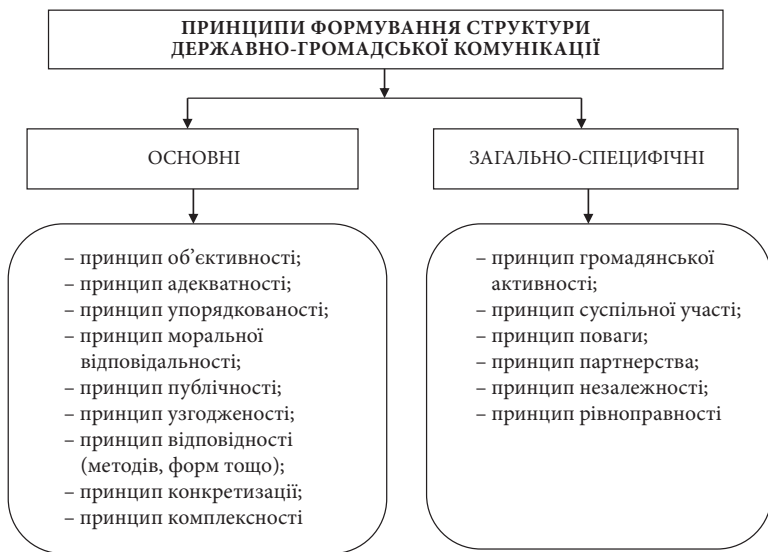 ПРИНЦИПИ ФОРМУВАННЯ СТРУКТУРИ
ДЕРЖАВНО-ГРОМАДСЬКОЇ КОМУНІКАЦІЇ
ОСНОВНІ
– принцип об’єктивності;
– принцип адекватності;
– принцип упорядкованості;
– принцип моральної
відповідальності;
– принцип публічності;
– принцип узгодженості;
– принцип відповідності
(методів, форм тощо);
– принцип конкретизації;
– принцип комплексності
ЗАГАЛЬНО-СПЕЦИФІЧНІ
– принцип громадянської
активності;
– принцип суспільної участі;
– принцип поваги;
– принцип партнерства;
– принцип незалежності;
– принцип рівноправності